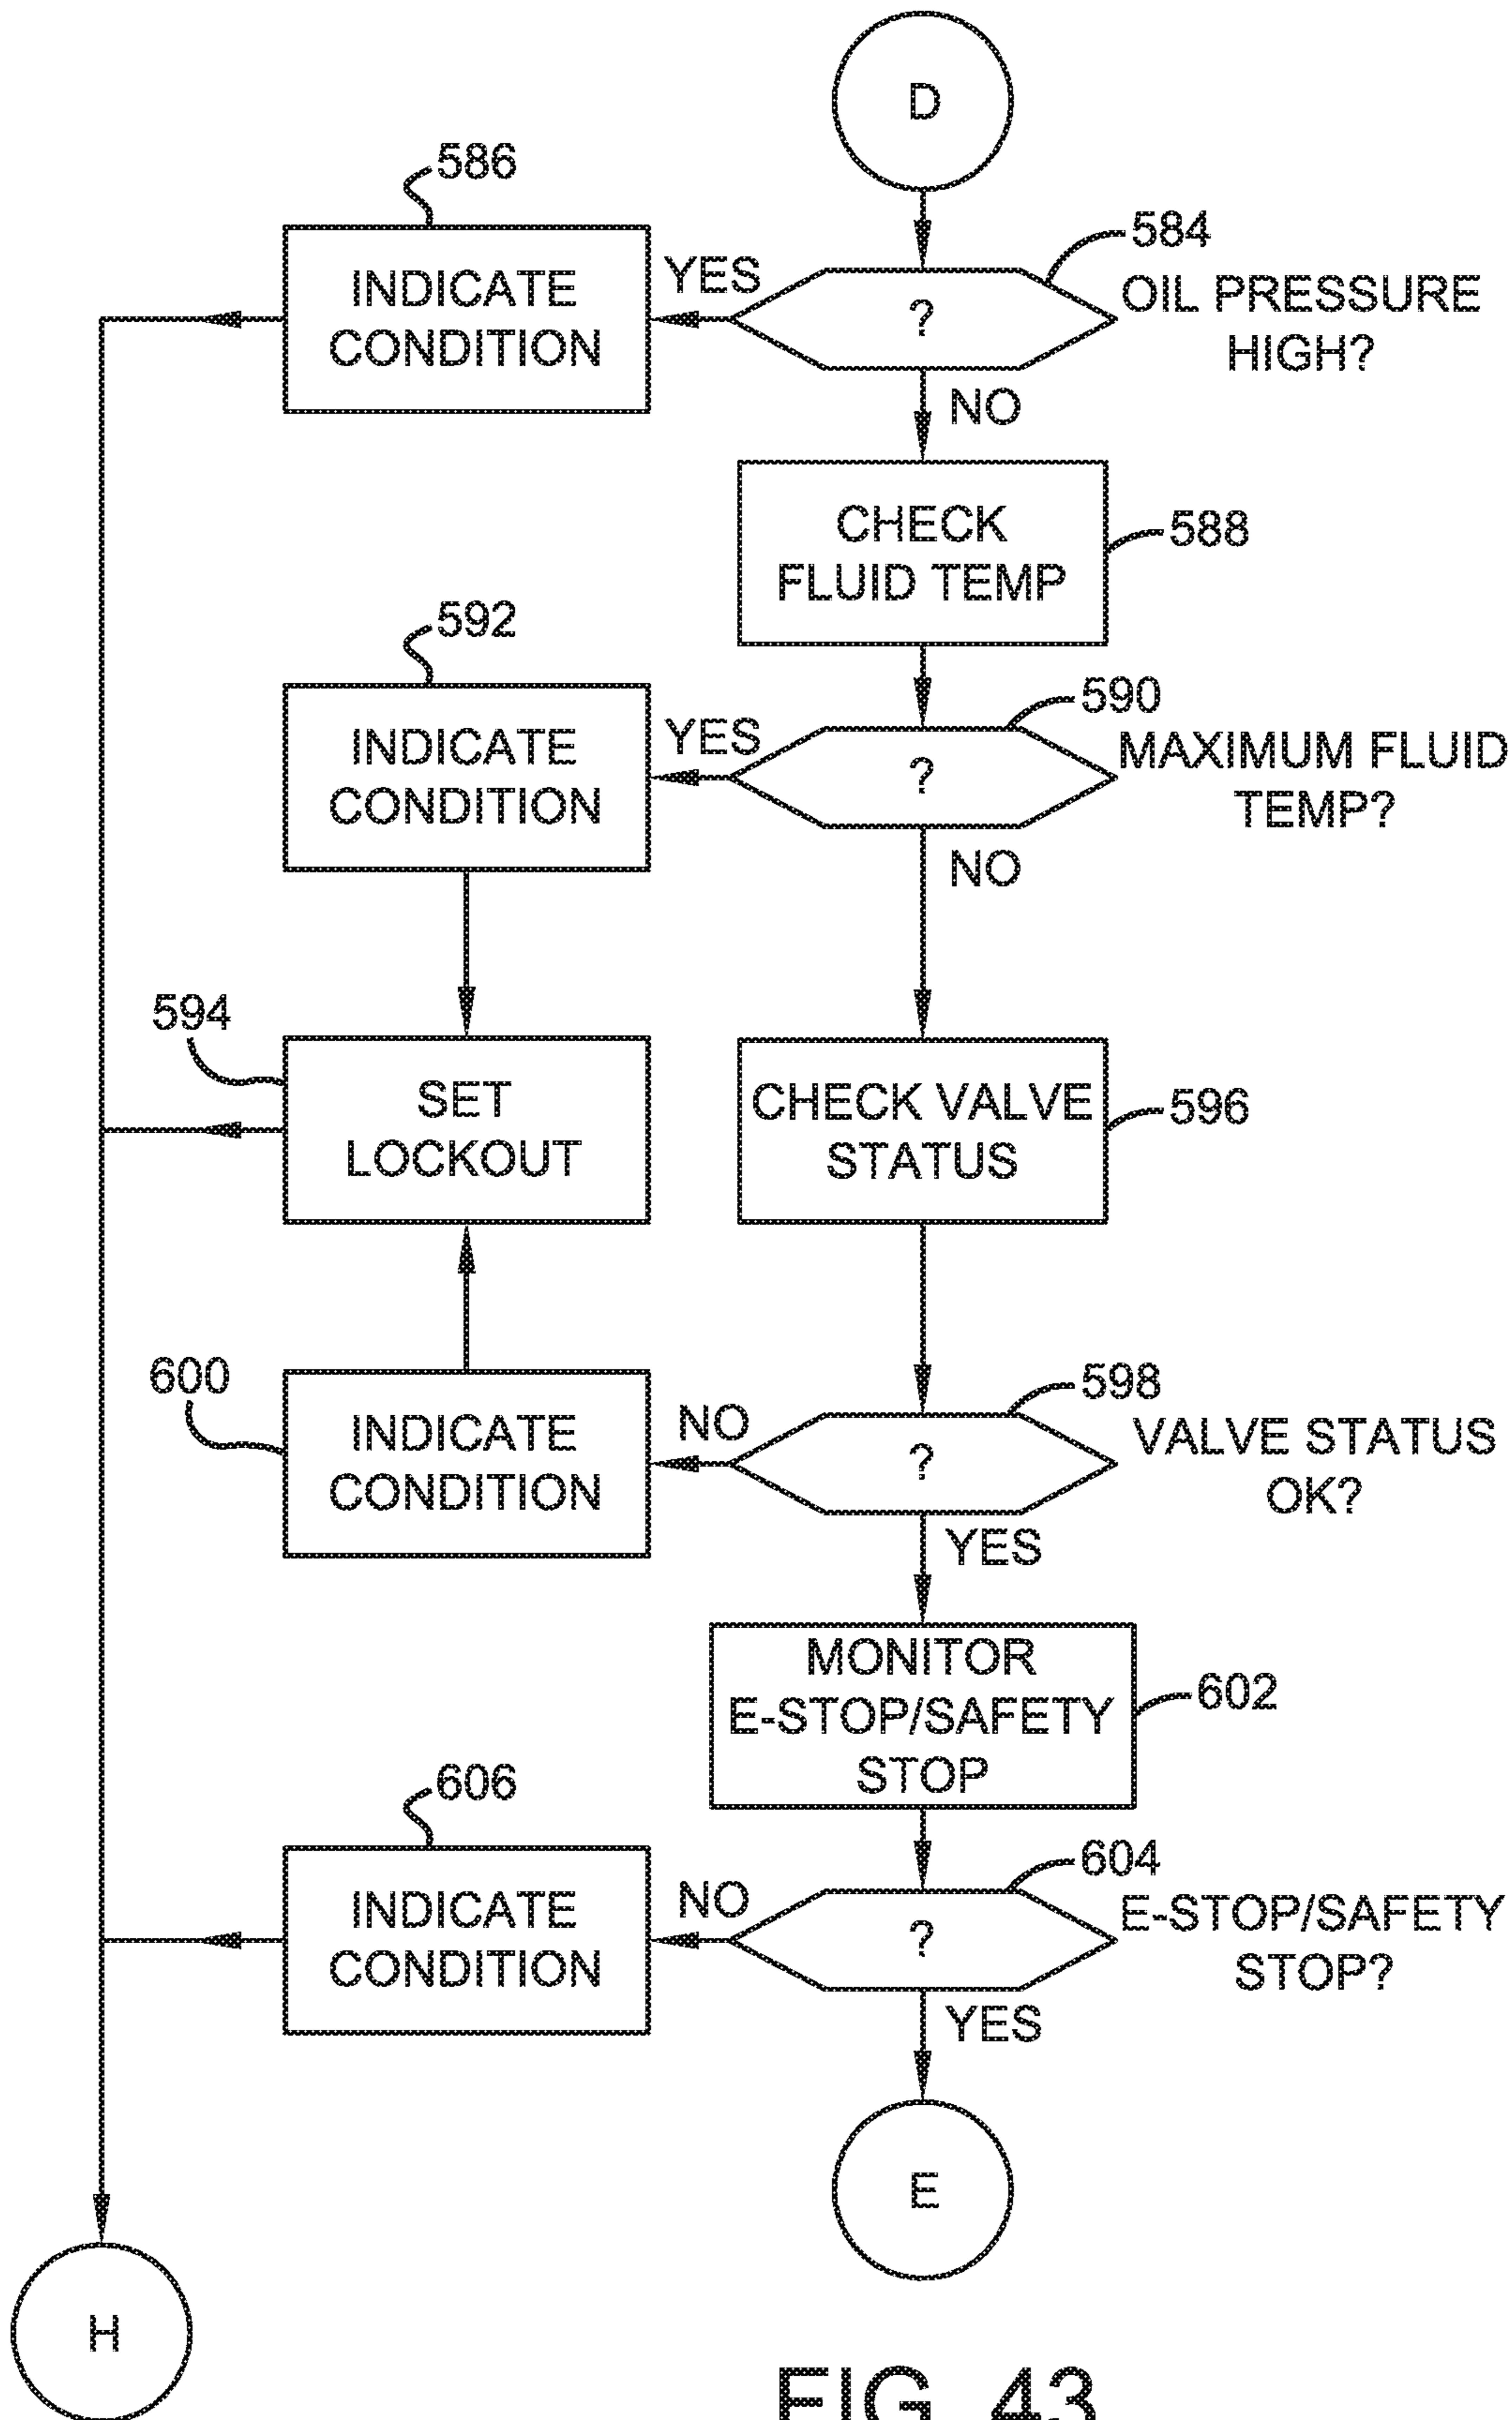 D
586
584
INDICATE
CONDITION
YES
?
OIL PRESSURE
HIGH?
NO
CHECK
FLUID TEMP
588
592
590
INDICATE
CONDITION
YES
?
MAXIMUM FLUID
TEMP?
NO
594
SET
LOCKOUT
CHECK VALVE
STATUS
596
600
598
INDICATE
CONDITION
NO
?
VALVE STATUS
OK?
YES
MONITOR
E-STOP/SAFETY
STOP
602
606
604
INDICATE
CONDITION
NO
?
E-STOP/SAFETY
STOP?
YES
E
H
FIG. 43